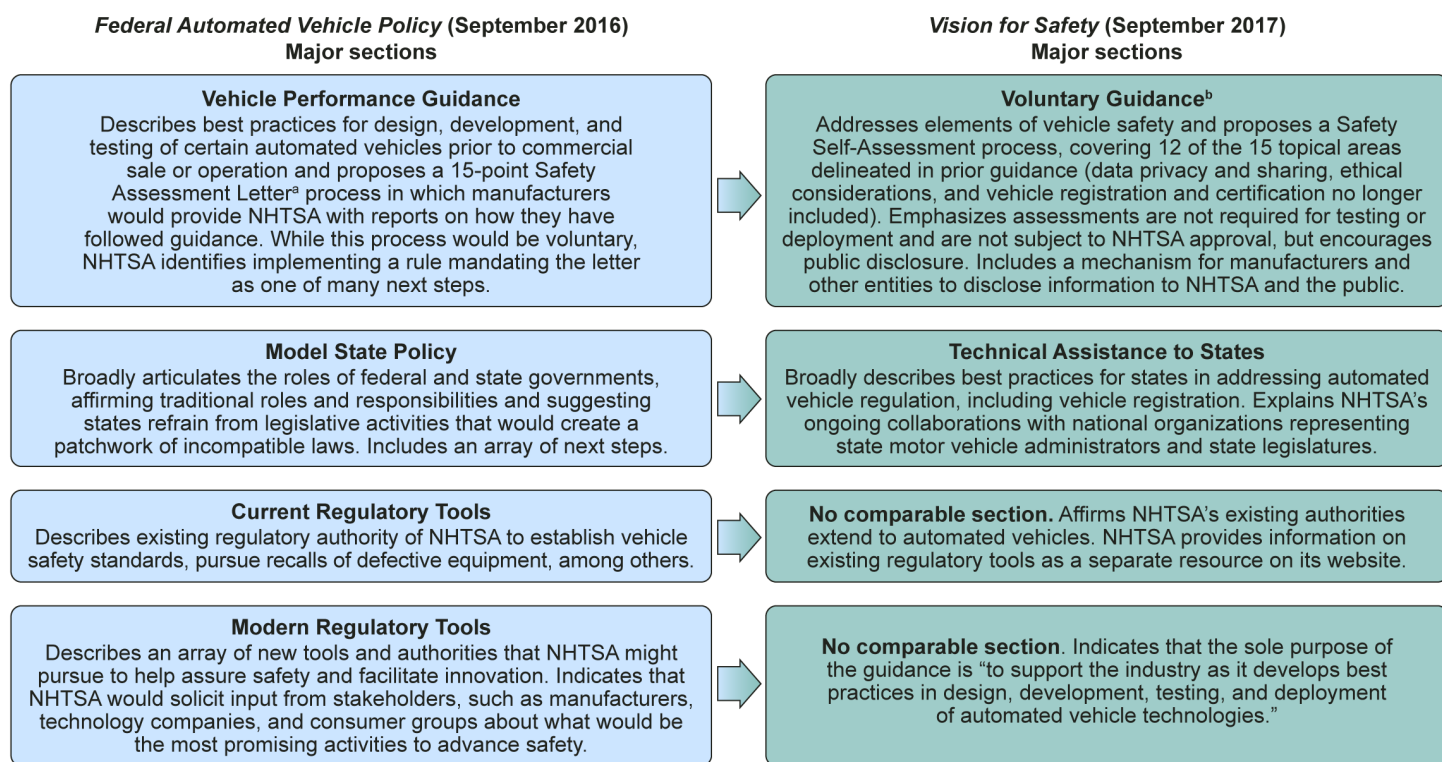 Federal Automated Vehicle Policy (September 2016)
Major sections
Vision for Safety (September 2017)
Major sections
Vehicle Performance Guidance
Describes best practices for design, development, and
testing of certain automated vehicles prior to commercial
sale or operation and proposes a 15-point Safety
Assessment Letterᵃ process in which manufacturers
would provide NHTSA with reports on how they have
followed guidance. While this process would be voluntary,
NHTSA identifies implementing a rule mandating the letter
as one of many next steps.
Voluntary Guidanceᵇ
Addresses elements of vehicle safety and proposes a Safety
Self-Assessment process, covering 12 of the 15 topical areas
delineated in prior guidance (data privacy and sharing, ethical
considerations, and vehicle registration and certification no longer
included). Emphasizes assessments are not required for testing or
deployment and are not subject to NHTSA approval, but encourages
public disclosure. Includes a mechanism for manufacturers and
other entities to disclose information to NHTSA and the public.
Model State Policy
Broadly articulates the roles of federal and state governments,
affirming traditional roles and responsibilities and suggesting
states refrain from legislative activities that would create a
patchwork of incompatible laws. Includes an array of next steps.
Technical Assistance to States
Broadly describes best practices for states in addressing automated
vehicle regulation, including vehicle registration. Explains NHTSA's
ongoing collaborations with national organizations representing
state motor vehicle administrators and state legislatures.
Current Regulatory Tools
Describes existing regulatory authority of NHTSA to establish vehicle
safety standards, pursue recalls of defective equipment, among others.
No comparable section. Affirms NHTSA's existing authorities
extend to automated vehicles. NHTSA provides information on
existing regulatory tools as a separate resource on its website.
Modern Regulatory Tools
Describes an array of new tools and authorities that NHTSA might
pursue to help assure safety and facilitate innovation. Indicates that
NHTSA would solicit input from stakeholders, such as manufacturers,
technology companies, and consumer groups about what would be
the most promising activities to advance safety.
No comparable section. Indicates that the sole purpose of
the guidance is “to support the industry as it develops best
practices in design, development, testing, and deployment
of automated vehicle technologies.”